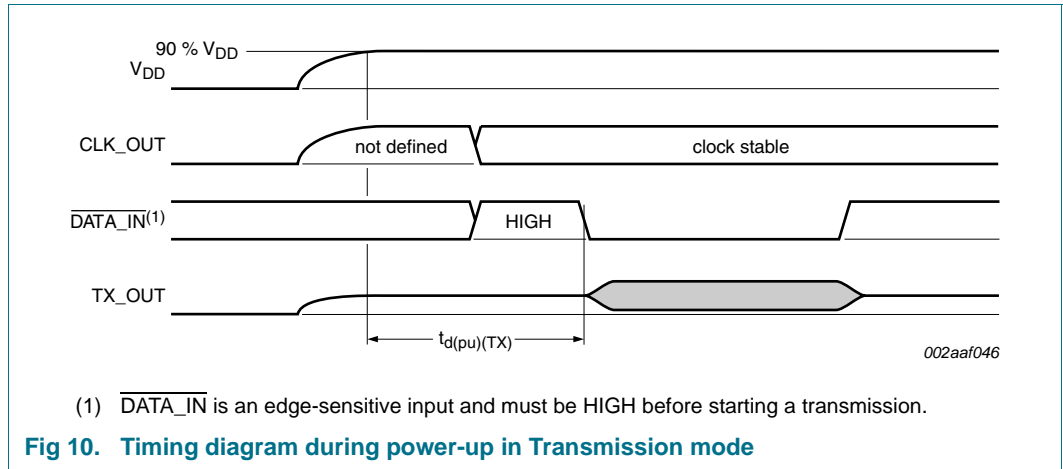 90 % VDD
VDD
CLK_OUT
not defined
clock stable
DATA_IN(1)
HIGH
TX_OUT
td(pu)(TX)
002aaf046
(1) DATA_IN is an edge-sensitive input and must be HIGH before starting a transmission.
Fig 10. Timing diagram during power-up in Transmission mode